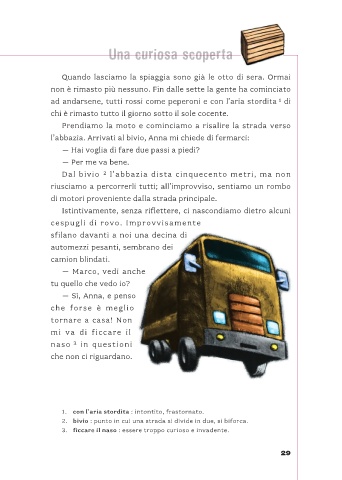 Una curiosa scoperta
Quando lasciamo la spiaggia sono già le otto di sera. Ormai
non è rimasto più nessuno. Fin dalle sette la gente ha cominciato
ad andarsene, tutti rossi come peperoni e con l'aria stordita ¹ di
chi è rimasto tutto il giorno sotto il sole cocente.
Prendiamo la moto e cominciamo a risalire la strada verso
l'abbazia. Arrivati al bivio, Anna mi chiede di fermarci:
— Hai voglia di fare due passi a piedi?
— Per me va bene.
Dal bivio ² l'abbazia dista cinquecento metri, ma non
riusciamo a percorrerli tutti; all'improvviso, sentiamo un rombo
di motori proveniente dalla strada principale.
Istintivamente, senza riflettere, ci nascondiamo dietro alcuni
cespugli di rovo. Improvvisamente
sfilano davanti a noi una decina di
automezzi pesanti, sembrano dei
camion blindati.
— Marco, vedi anche
tu quello che vedo io?
— Sì, Anna, e penso
che forse è meglio
tornare a casa! Non
mi va di ficcare il
naso ³ in questioni
che non ci riguardano.
1. con l'aria stordita : intontito, frastornato.
2. bivio : punto in cui una strada si divide in due, si biforca.
3. ficcare il naso : essere troppo curioso e invadente.
29